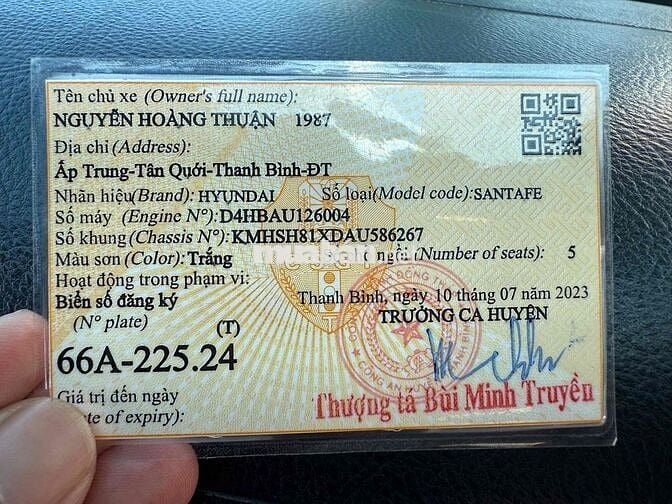 Tên chủ xe (Owner's full name):
NGUYỄN HOÀNG THUẬN 1987
Địa chỉ (Address):
Ấp Trung-Tân Quới-Thanh Bình-ĐT
Nhãn hiệu(Brand): HYUNDAI Số loại(Model code):SANTAFE
Số máy (Engine Nº):D4HBAU126004
Số khung(Chassis Nº):KMHSH81XDAU586267
Màu sơn (Color): Trắng ngồi (Number of seats): 5
Hoạt động trong phạm vi:
Biển số đăng ký Thanh Bình, ngày 10 tháng 07 năm 2023
(Nº plate) TRƯỞNG CA HUYỆN
(T)
66A-225.24
Giá trị đến ngày Thượng tá Bùi Minh Truyền
of expiry):